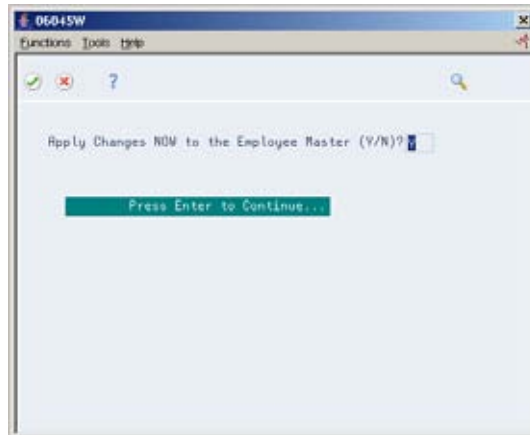 06045W
Functions Tools Help
?
Apply Changes NOW to the Employee Master (Y/N)? Y
Press Enter to Continue...